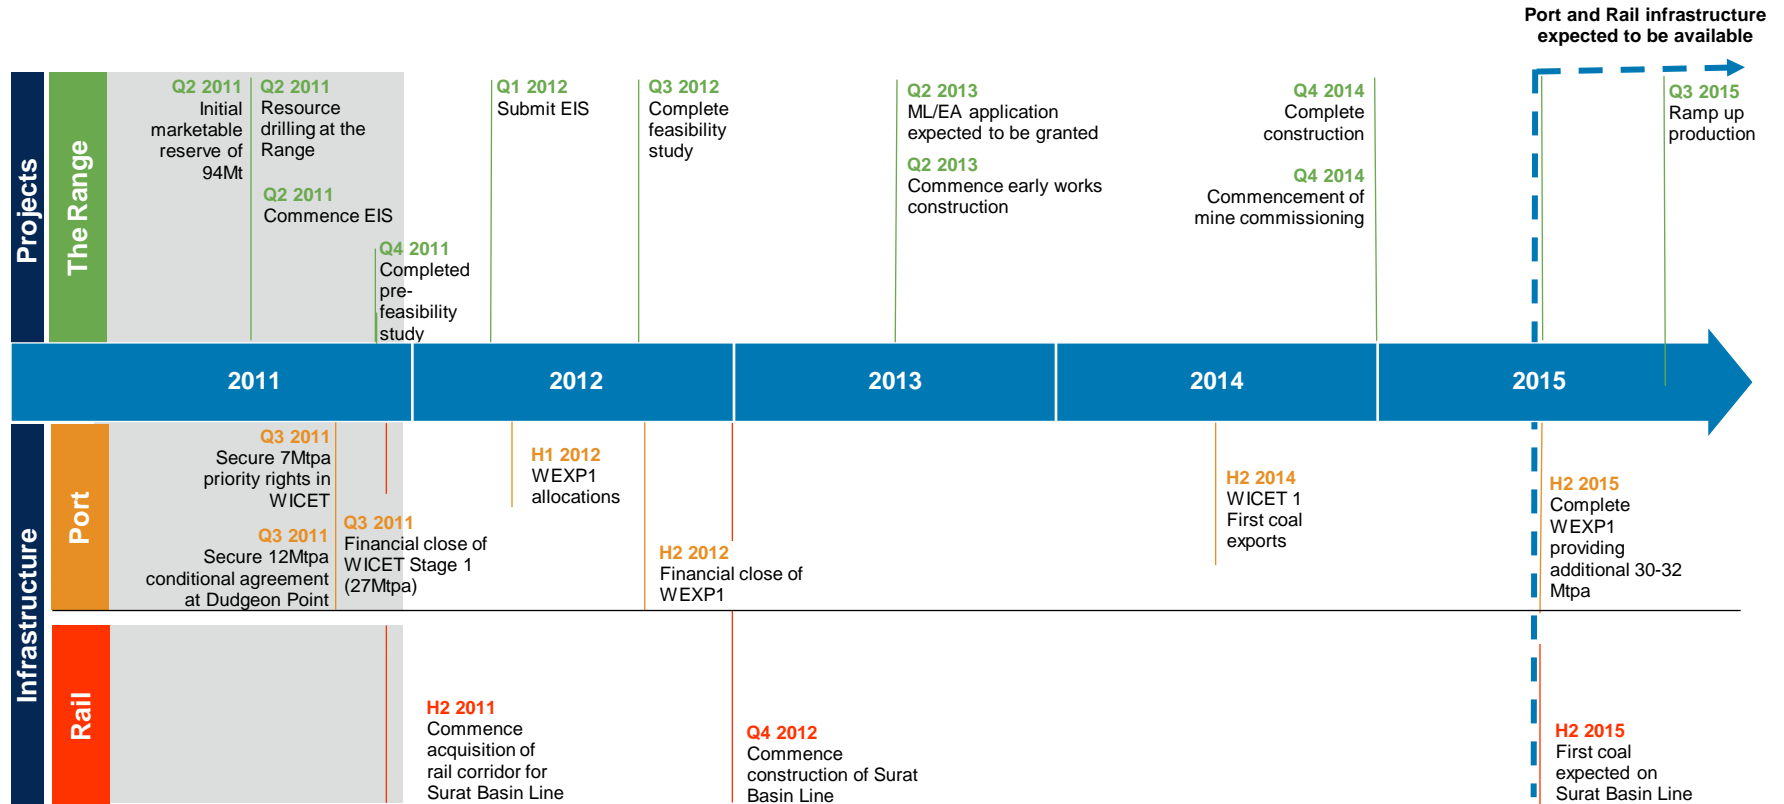 Port and Rail infrastructure
expected to be available
Projects
The Range
Q2 2011
Initial
marketable
reserve of
94Mt
Q2 2011
Resource
drilling at the
Range
Q2 2011
Commence EIS
Q4 2011
Completed
pre-
feasibility
study
Q1 2012
Submit EIS
Q3 2012
Complete
feasibility
study
Q2 2013
ML/EA application
expected to be granted
Q2 2013
Commence early works
construction
Q4 2014
Complete
construction
Q4 2014
Commencement of
mine commissioning
Q3 2015
Ramp up
production
2011
2012
2013
2014
2015
Infrastructure
Port
Q3 2011
Secure 7Mtpa
priority rights in
WICET
Q3 2011
Secure 12Mtpa
conditional agreement
at Dudgeon Point
Q3 2011
Financial close of
WICET Stage 1
(27Mtpa)
H1 2012
WEXP1
allocations
H2 2012
Financial close of
WEXP1
H2 2014
WICET 1
First coal
exports
H2 2015
Complete
WEXP1
providing
additional 30-32
Mtpa
Rail
H2 2011
Commence
acquisition of
rail corridor for
Surat Basin Line
Q4 2012
Commence
construction of Surat
Basin Line
H2 2015
First coal
expected on
Surat Basin Line